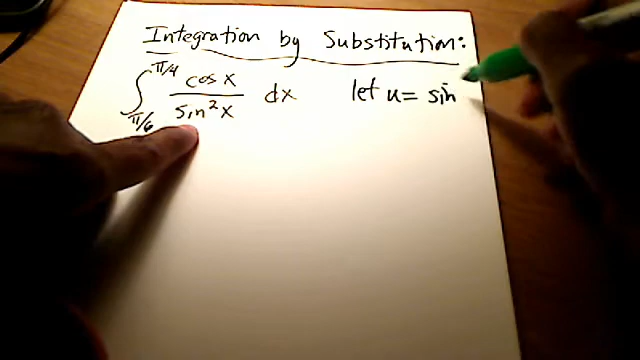 Integration by Substitution:
∫_{π/6}^{π/4} cos x / sin²x dx let u = sin